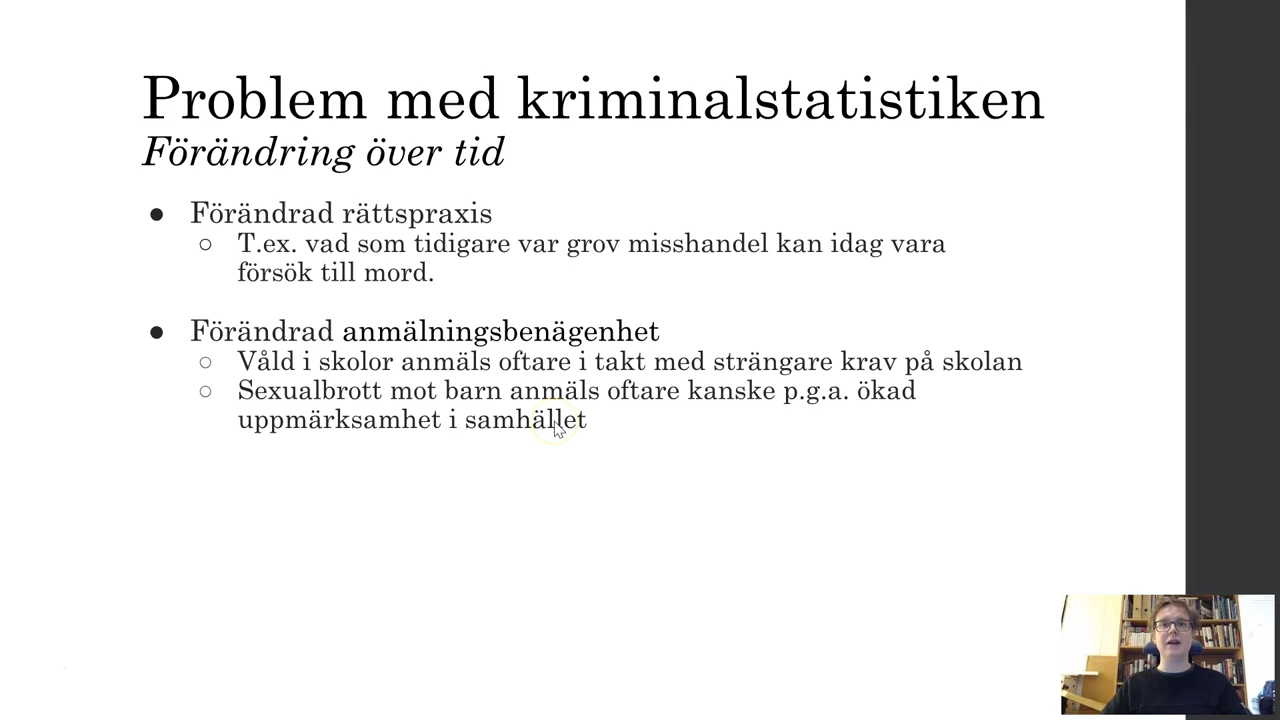 Problem med kriminalstatistiken
Förändring över tid
● Förändrad rättspraxis
○ T.ex. vad som tidigare var grov misshandel kan idag vara
försök till mord.
● Förändrad anmälningsbenägenhet
○ Våld i skolor anmäls oftare i takt med strängare krav på skolan
○ Sexualbrott mot barn anmäls oftare kanske p.g.a. ökad
uppmärksamhet i samhället